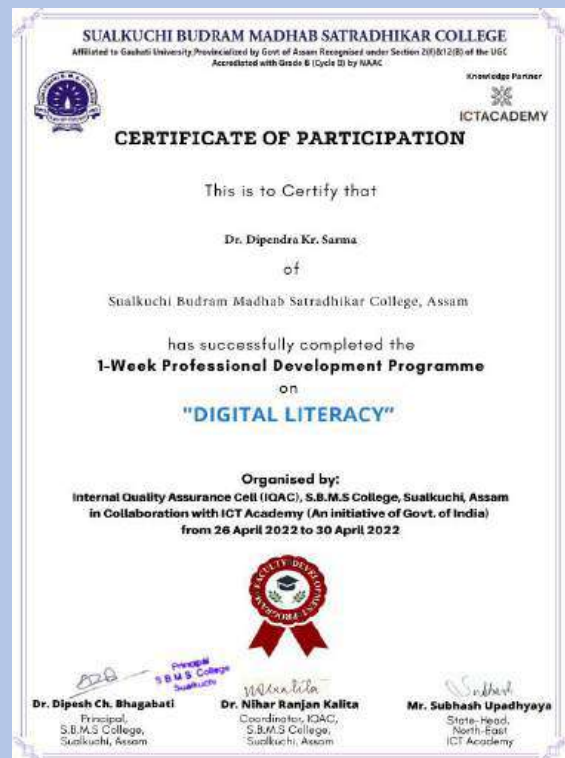 SUALKUCHI BUDRAM MADHAB SATRADHIKAR COLLEGE
Affiliated to Gauhati University,Provincialized by Govt of Assam Recognised under Section 2(f)&12(B) of the UGC
Accrediated with Grade B (Cycle II) by NAAC
Knowledge Partner
ICTACADEMY
CERTIFICATE OF PARTICIPATION
This is to Certify that
Dr. Dipendra Kr. Sarma
of
Sualkuchi Budram Madhab Satradhikar College, Assam
has successfully completed the
1-Week Professional Development Programme
on
"DIGITAL LITERACY"
Organised by:
Internal Quality Assurance Cell (IQAC), S.B.M.S College, Sualkuchi, Assam
in Collaboration with ICT Academy (An initiative of Govt. of India)
from 26 April 2022 to 30 April 2022
FACULTY DEVELOPMENT
PROGRAM
Principal
S B M S College
Sualkuchi
Dr. Dipesh Ch. Bhagabati
Principal,
S.B.M.S College,
Sualkuchi, Assam
Dr. Nihar Ranjan Kalita
Coordinator, IQAC,
S.B.M.S College,
Sualkuchi, Assam
Mr. Subhash Upadhyaya
State-Head,
North-East
ICT Academy